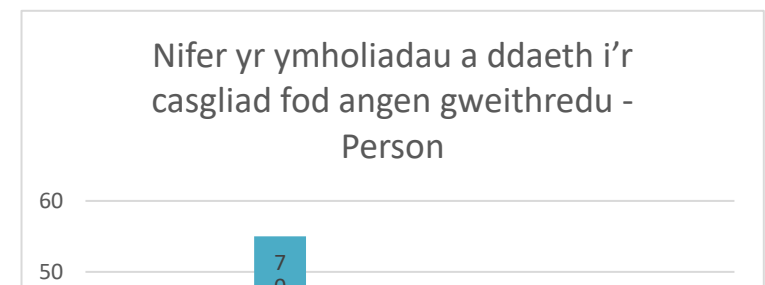 Nifer yr ymholiadau a ddaeth i’r
casgliad fod angen gweithredu -
Person
60
50
7